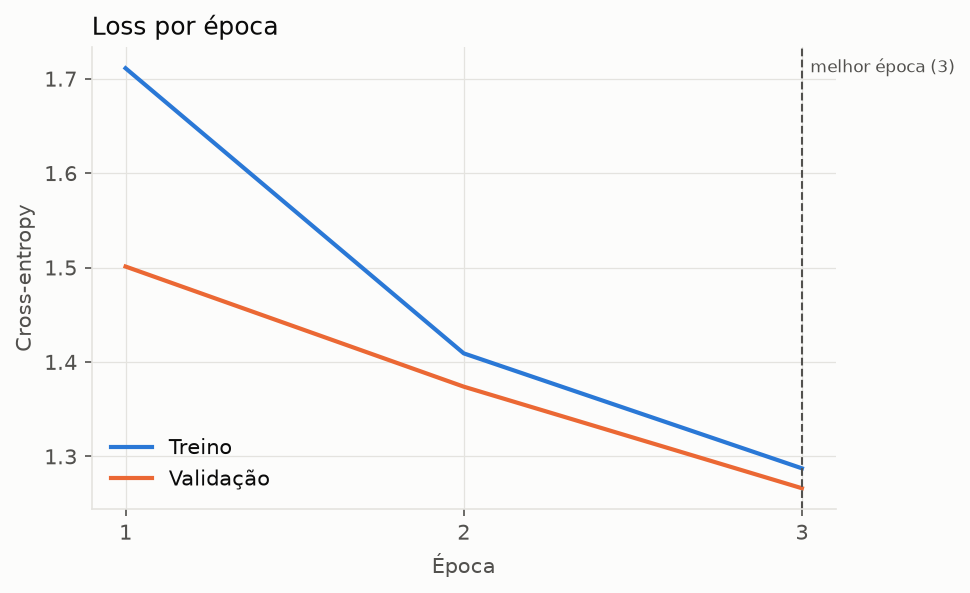 Loss por época
melhor época (3)
1.7
1.6
1.5
1.4
1.3
Cross-entropy
Treino
Validação
1
2
3
Época